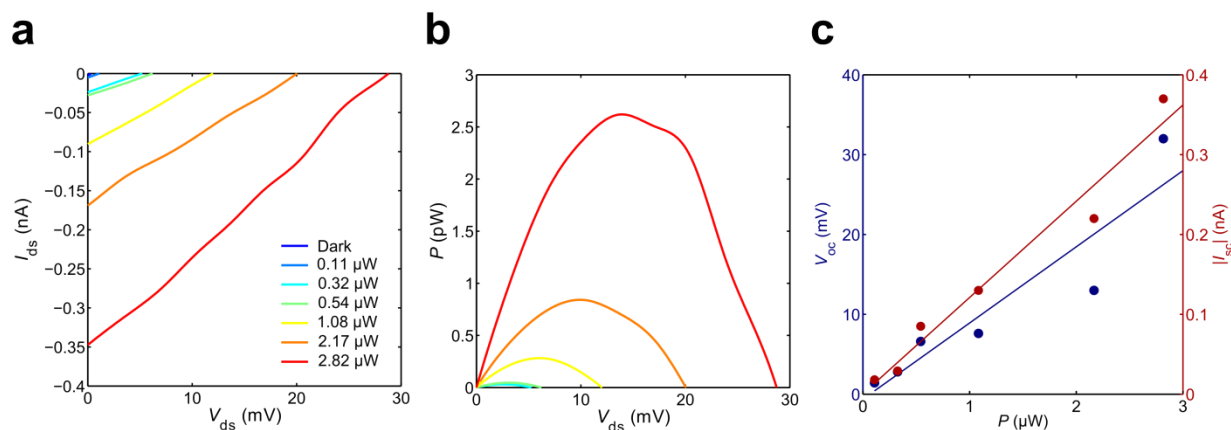 a
0
−0.05
−0.1
−0.15
−0.2
−0.25
−0.3
−0.35
−0.4
I_ds (nA)
Dark
0.11 µW
0.32 µW
0.54 µW
1.08 µW
2.17 µW
2.82 µW
0 10 20 30
V_ds (mV)
b
3
2.5
2
1.5
1
0.5
0
P (pW)
0 10 20 30
V_ds (mV)
c
40
30
20
10
0
V_oc (mV)
0.4
0.3
0.2
0.1
0
|I_sc| (nA)
0 1 2 3
P (µW)